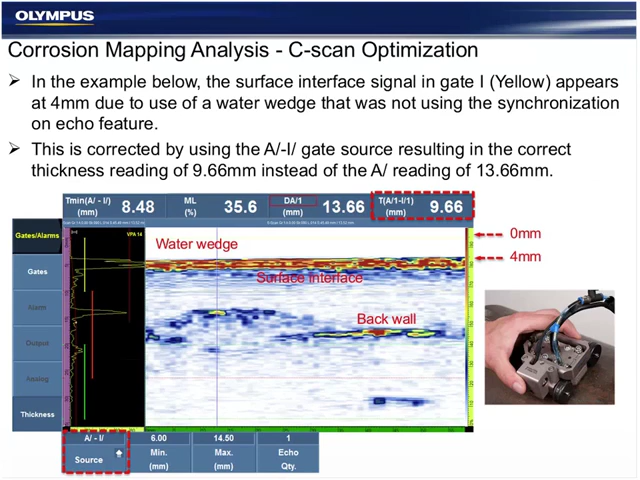 OLYMPUS
Corrosion Mapping Analysis - C-scan Optimization
➢ In the example below, the surface interface signal in gate I (Yellow) appears
at 4mm due to use of a water wedge that was not using the synchronization
on echo feature.
➢ This is corrected by using the A/-I/ gate source resulting in the correct
thickness reading of 9.66mm instead of the A/ reading of 13.66mm.
Tmin(A/ - I/) (mm) 8.48 ML (%) 35.6 DA/1 (mm) 13.66 T(A/1-I/1) (mm) 9.66
Gates/Alarms
Gates
Alarm
Output
Analog
Thickness
VPA 14
Water wedge
Surface interface
Back wall
0mm
4mm
A/ - I/ 6.00 14.50 1
Source Min. (mm) Max. (mm) Echo Qty.